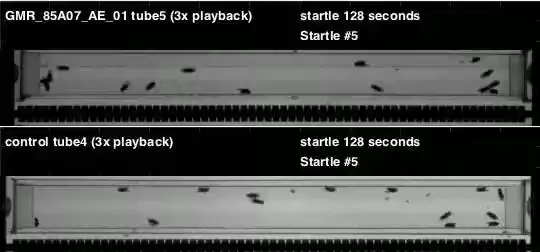 GMR_85A07_AE_01 tube5 (3x playback) startle 128 seconds
Startle #5
control tube4 (3x playback) startle 128 seconds
Startle #5